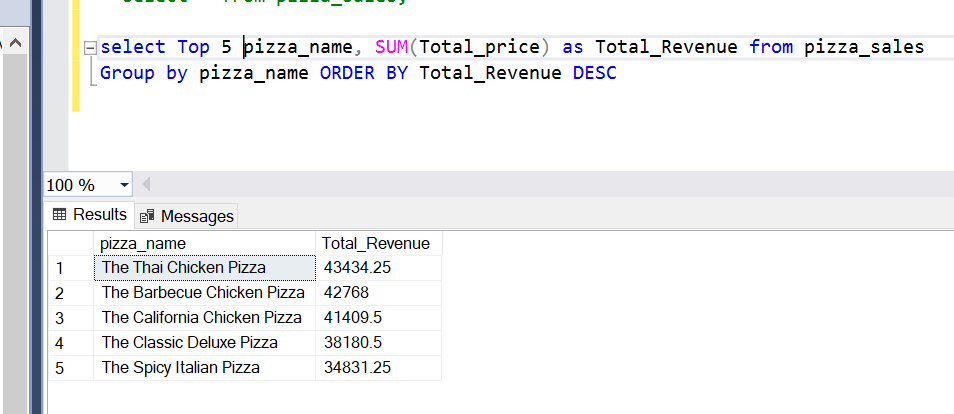 select Top 5 pizza_name, SUM(Total_price) as Total_Revenue from pizza_sales
Group by pizza_name ORDER BY Total_Revenue DESC
100 %
Results Messages
pizza_name Total_Revenue
1 The Thai Chicken Pizza 43434.25
2 The Barbecue Chicken Pizza 42768
3 The California Chicken Pizza 41409.5
4 The Classic Deluxe Pizza 38180.5
5 The Spicy Italian Pizza 34831.25